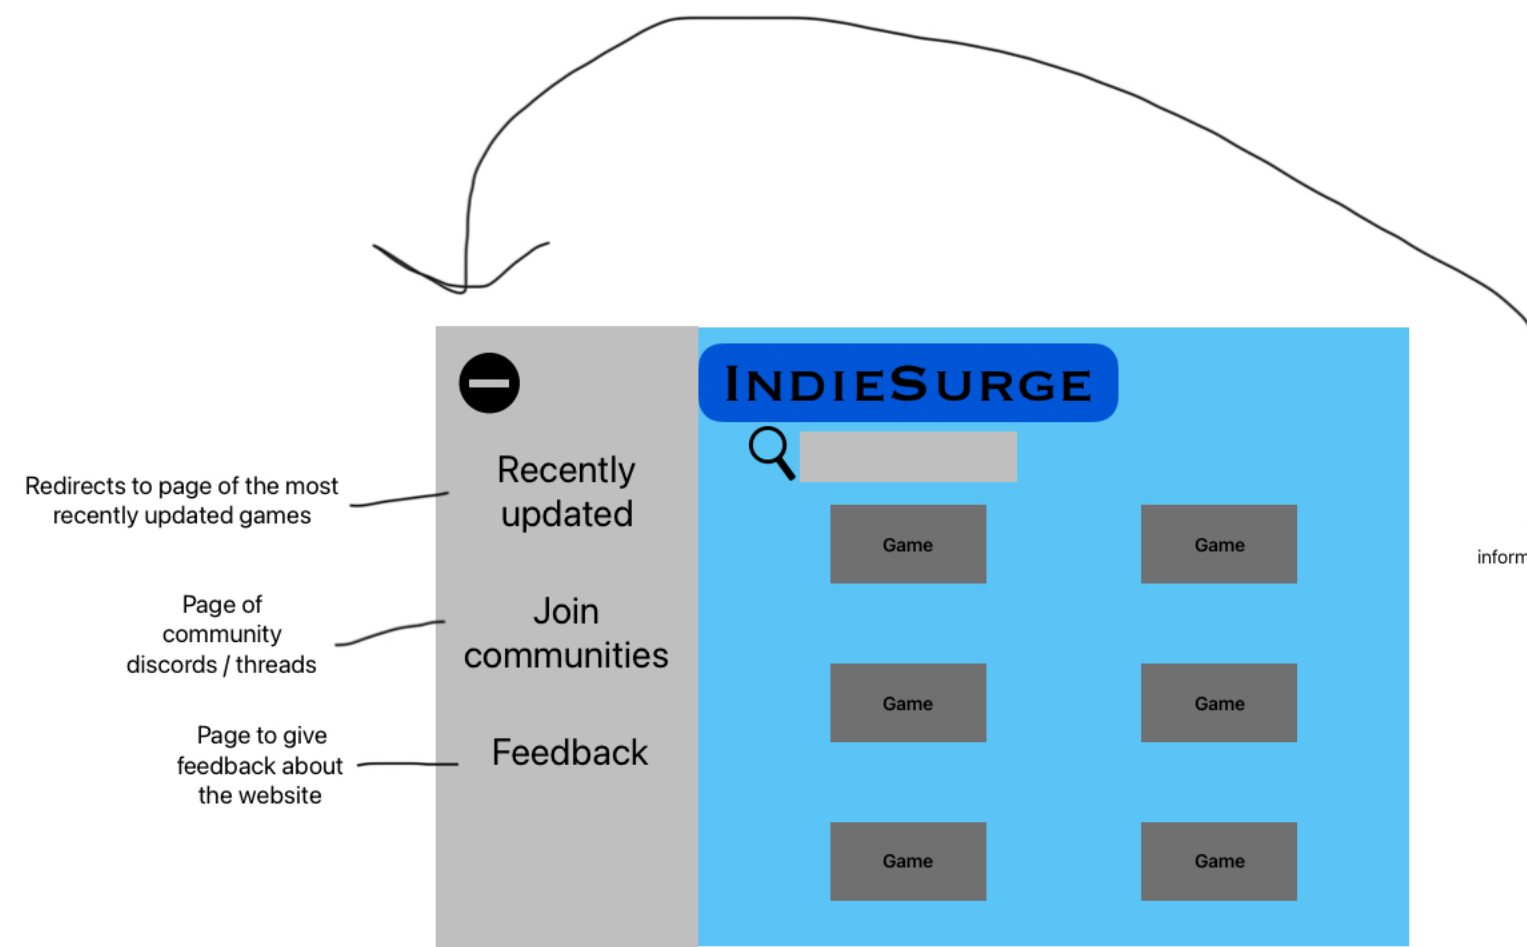 INDIESURGE
Recently
updated
Join
communities
Feedback
Redirects to page of the most
recently updated games
Page of
community
discords / threads
Page to give
feedback about
the website
Game
Game
Game
Game
Game
Game
inform